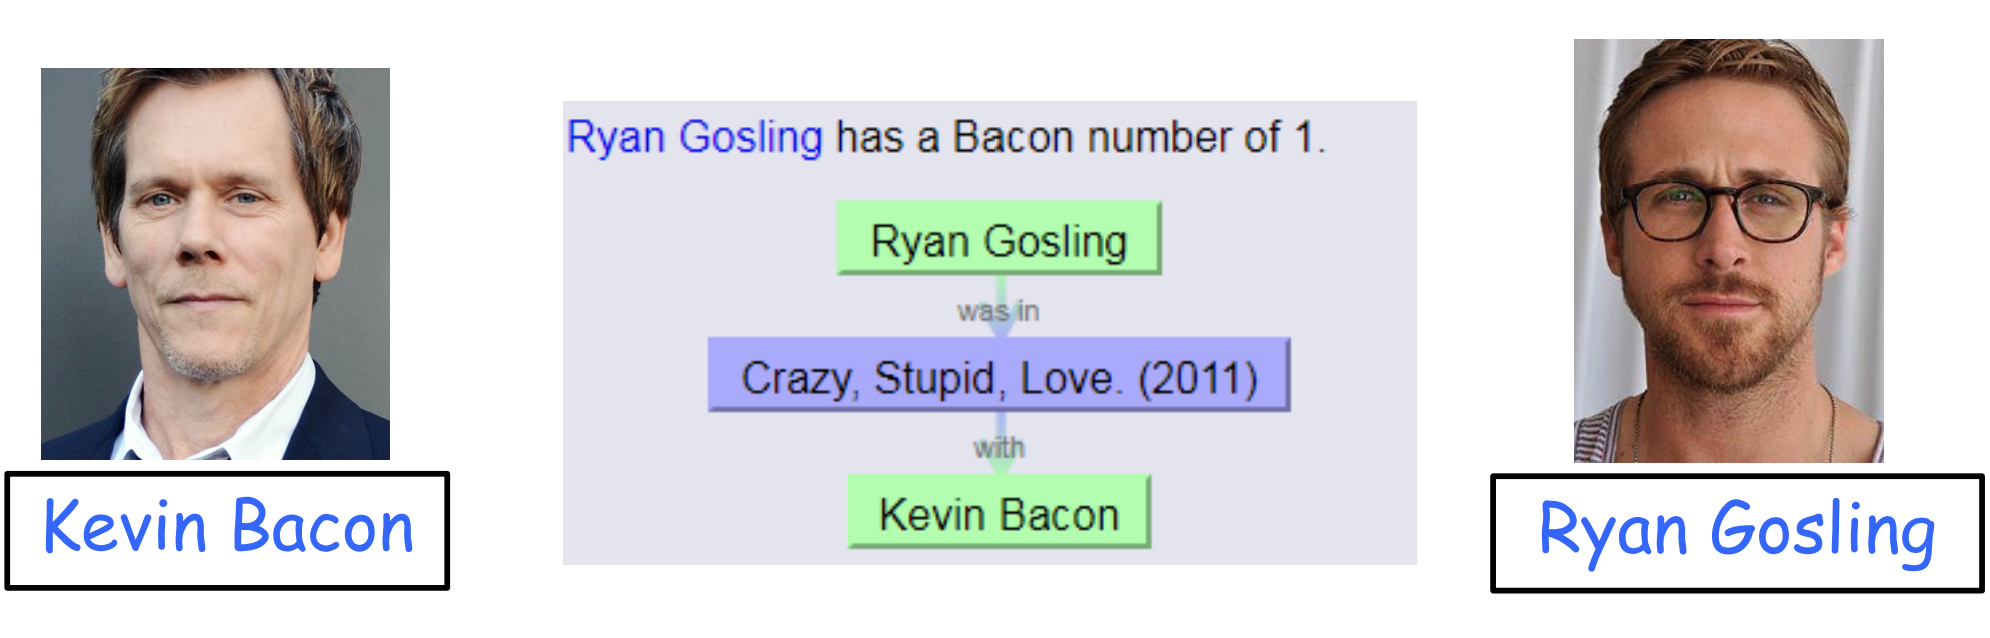 Ryan Gosling has a Bacon number of 1.
Ryan Gosling
was in
Crazy, Stupid, Love. (2011)
with
Kevin Bacon
Kevin Bacon
Ryan Gosling